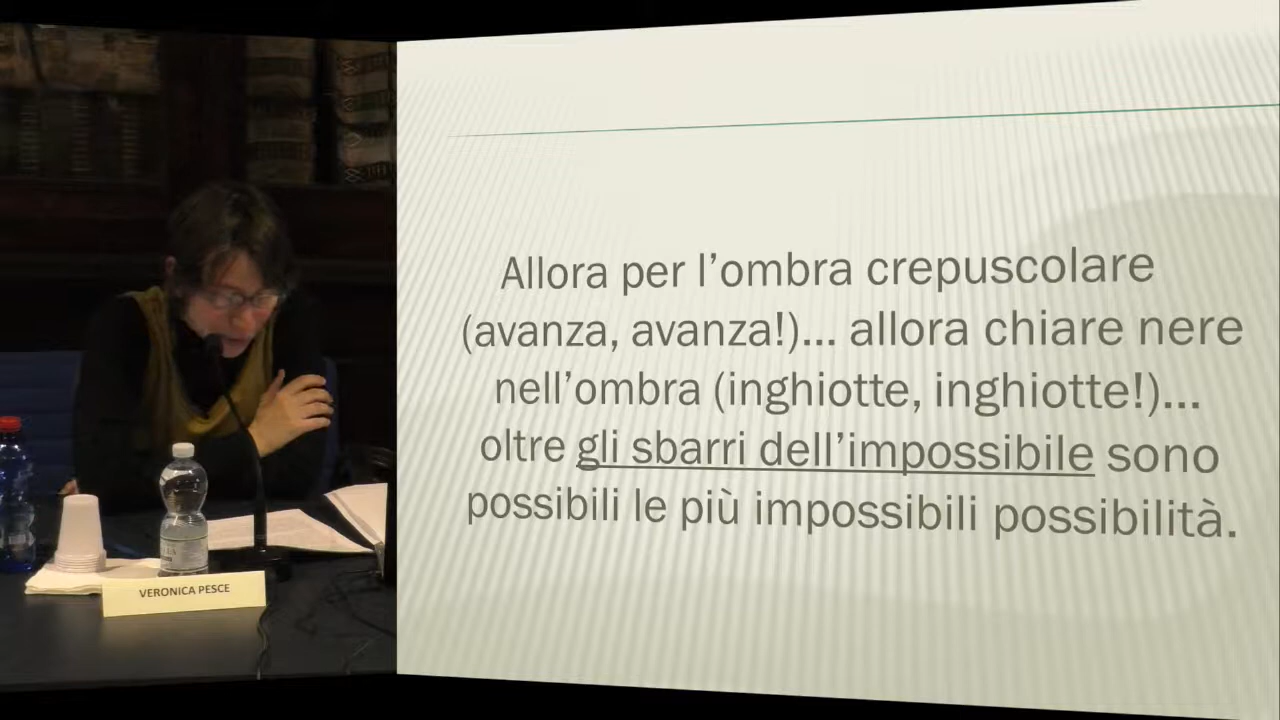 Allora per l’ombra crepuscolare
(avanza, avanza!)... allora chiare nere
nell’ombra (inghiotte, inghiotte!)...
oltre gli sbarri dell’impossibile sono
possibili le più impossibili possibilità.
VERONICA PESCE